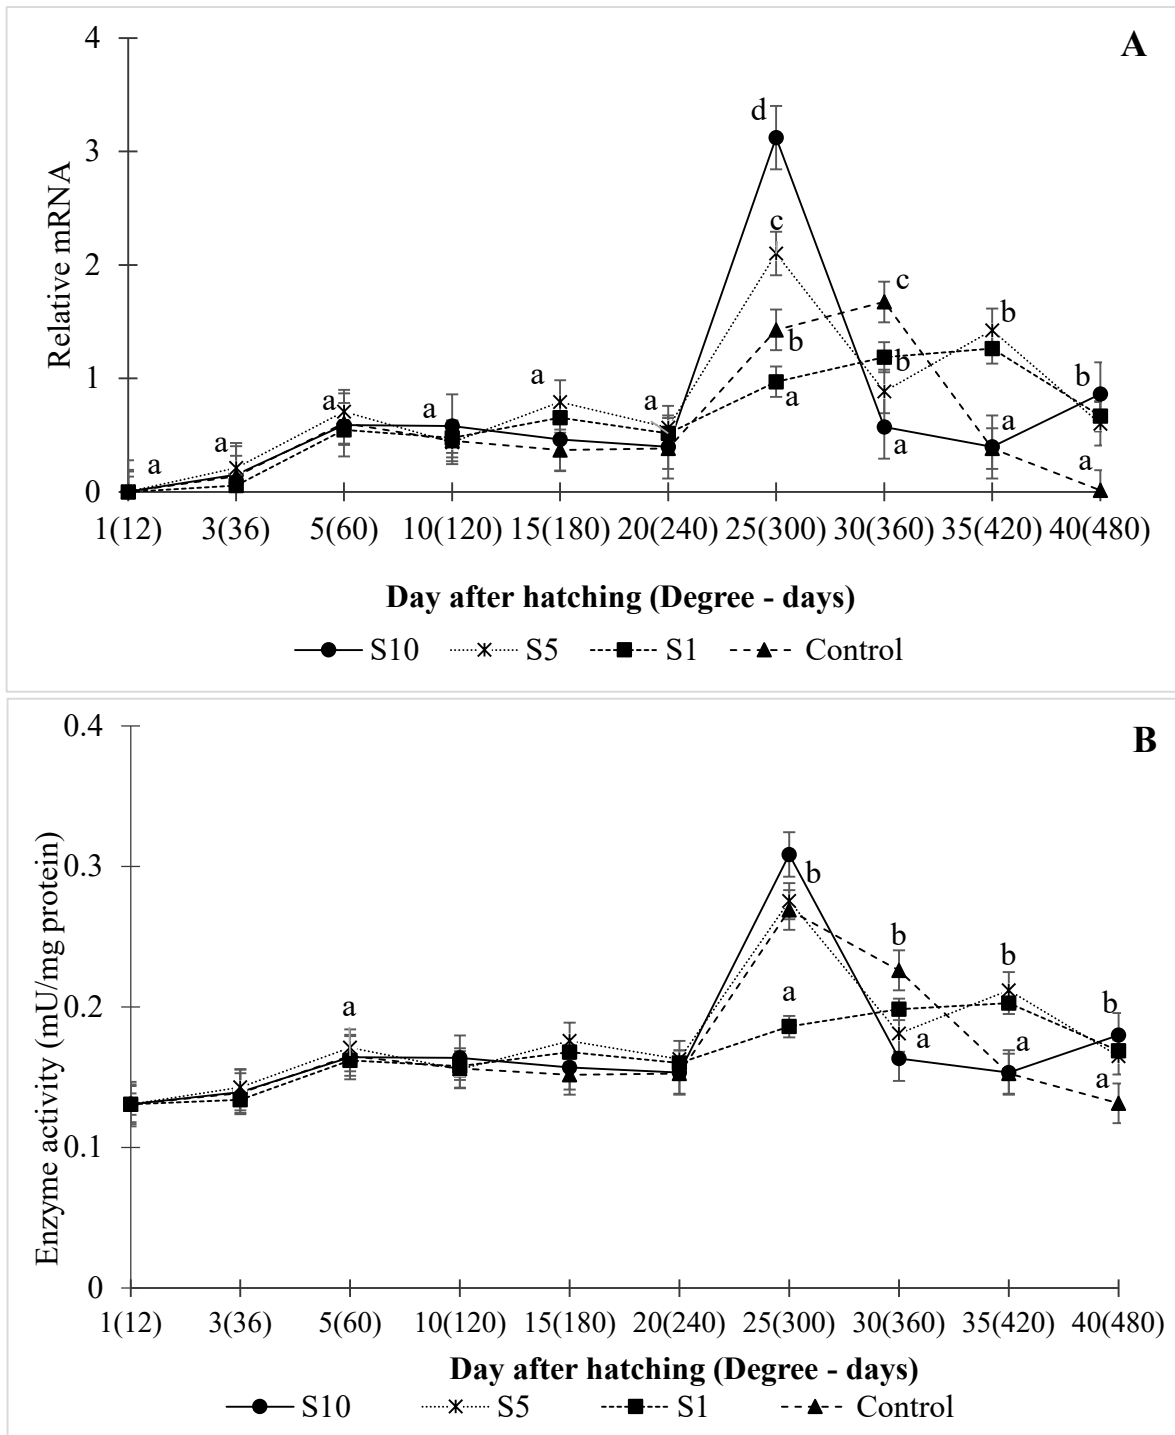 A
4
3
2
1
0
Relative mRNA
a
a
a
a
a
a
d
c
b
a
c
b
a
b
a
b
a
1(12) 3(36) 5(60) 10(120) 15(180) 20(240) 25(300) 30(360) 35(420) 40(480)
Day after hatching (Degree - days)
S10 S5 S1 Control
B
0.4
0.3
0.2
0.1
0
Enzyme activity (mU/mg protein)
a
b
a
b
a
b
a
b
a
1(12) 3(36) 5(60) 10(120) 15(180) 20(240) 25(300) 30(360) 35(420) 40(480)
Day after hatching (Degree - days)
S10 S5 S1 Control